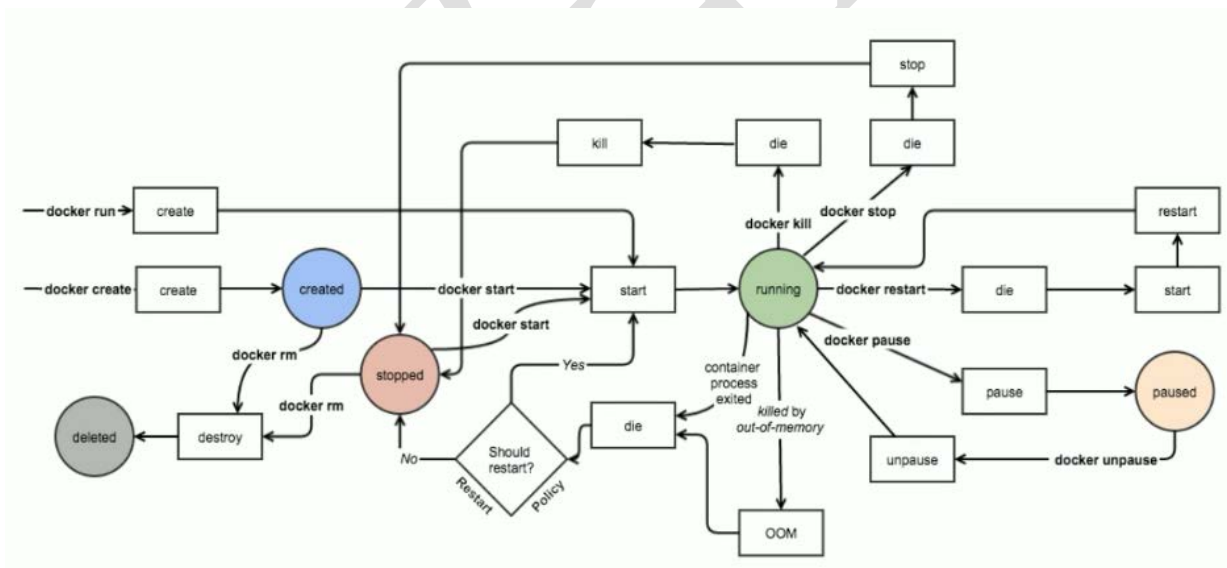 stop
kill
die
die
docker run
create
docker kill
docker stop
restart
docker create
create
created
docker start
start
running
docker restart
die
start
docker start
docker pause
docker rm
stopped
Yes
container
process
exited
pause
paused
docker rm
killed by
out-of-memory
deleted
destroy
die
Should
restart?
No
Restart
Policy
unpause
docker unpause
OOM